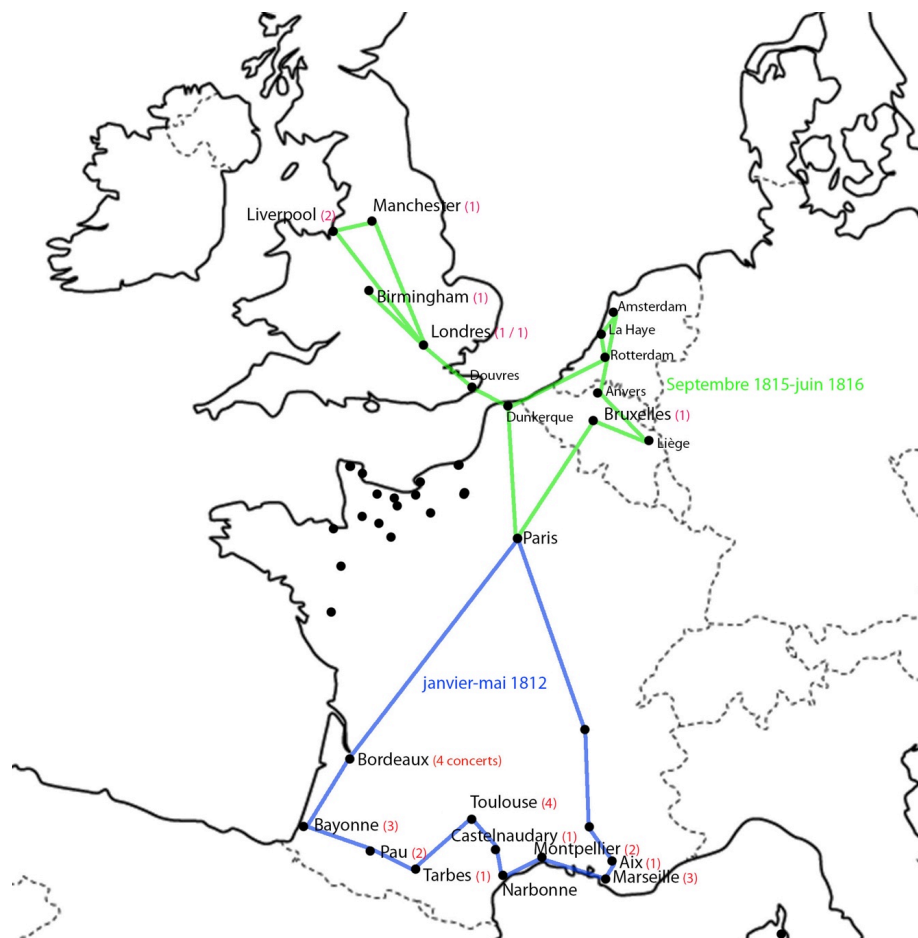 Manchester (1)
Liverpool (2)
Birmingham (1)
Londres (1 / 1)
Douvres
Dunkerque
Amsterdam
La Haye
Rotterdam
Septembre 1815-juin 1816
Anvers
Bruxelles (1)
Liège
Paris
janvier-mai 1812
Bordeaux (4 concerts)
Toulouse (4)
Bayonne (3)
Castelnaudary (1)
Montpellier (2)
Pau (2)
Aix (1)
Tarbes (1)
Marseille (3)
Narbonne